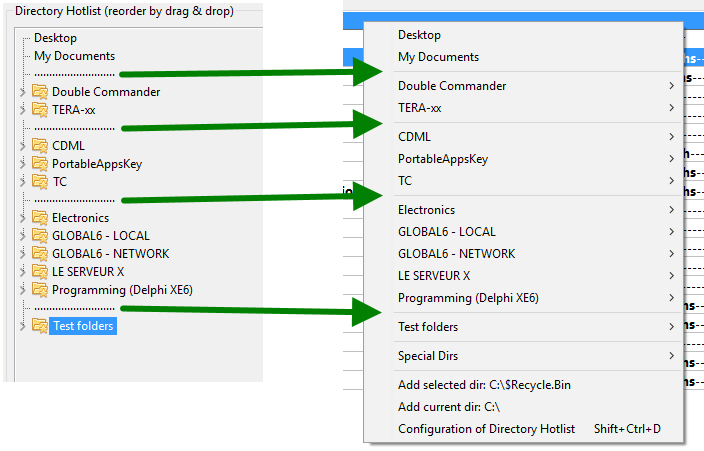 Directory Hotlist (reorder by drag & drop)
Desktop
My Documents
Double Commander
TERA-xx
CDML
PortableAppsKey
TC
Electronics
GLOBAL6 - LOCAL
GLOBAL6 - NETWORK
LE SERVEUR X
Programming (Delphi XE6)
Test folders
Desktop
My Documents
Double Commander
TERA-xx
CDML
PortableAppsKey
TC
Electronics
GLOBAL6 - LOCAL
GLOBAL6 - NETWORK
LE SERVEUR X
Programming (Delphi XE6)
Test folders
Special Dirs
Add selected dir: C:\$Recycle.Bin
Add current dir: C:\
Configuration of Directory Hotlist Shift+Ctrl+D